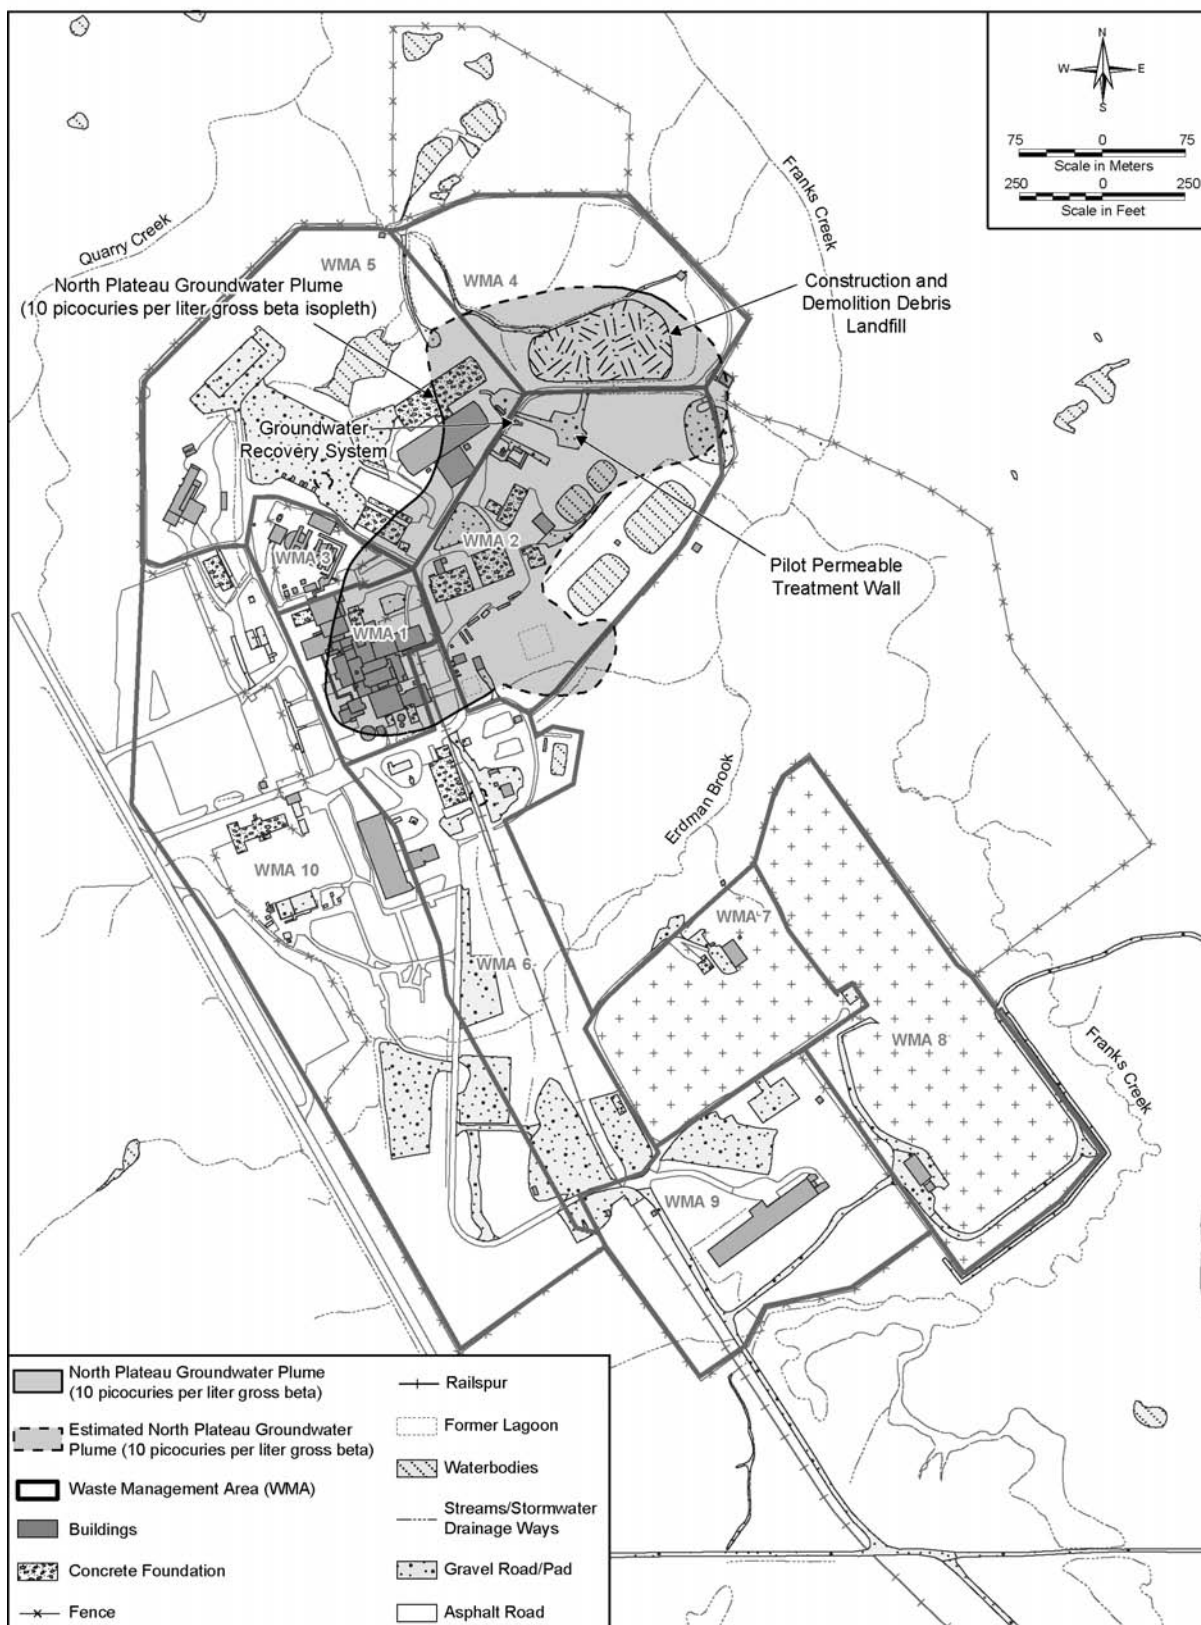 N
W E
S
75 0 75
Scale in Meters
250 0 250
Scale in Feet
Franks Creek
Quarry Creek
WMA 5
North Plateau Groundwater Plume
(10 picocuries per liter gross beta isopleth)
WMA 4
Construction and
Demolition Debris
Landfill
Groundwater
Recovery System
WMA 3
WMA 2
Pilot Permeable
Treatment Wall
WMA 1
Erdman Brook
WMA 10
WMA 7
WMA 6
WMA 8
Franks Creek
WMA 9
North Plateau Groundwater Plume
(10 picocuries per liter gross beta)
Estimated North Plateau Groundwater
Plume (10 picocuries per liter gross beta)
Waste Management Area (WMA)
Buildings
Concrete Foundation
Fence
Railspur
Former Lagoon
Waterbodies
Streams/Stormwater
Drainage Ways
Gravel Road/Pad
Asphalt Road